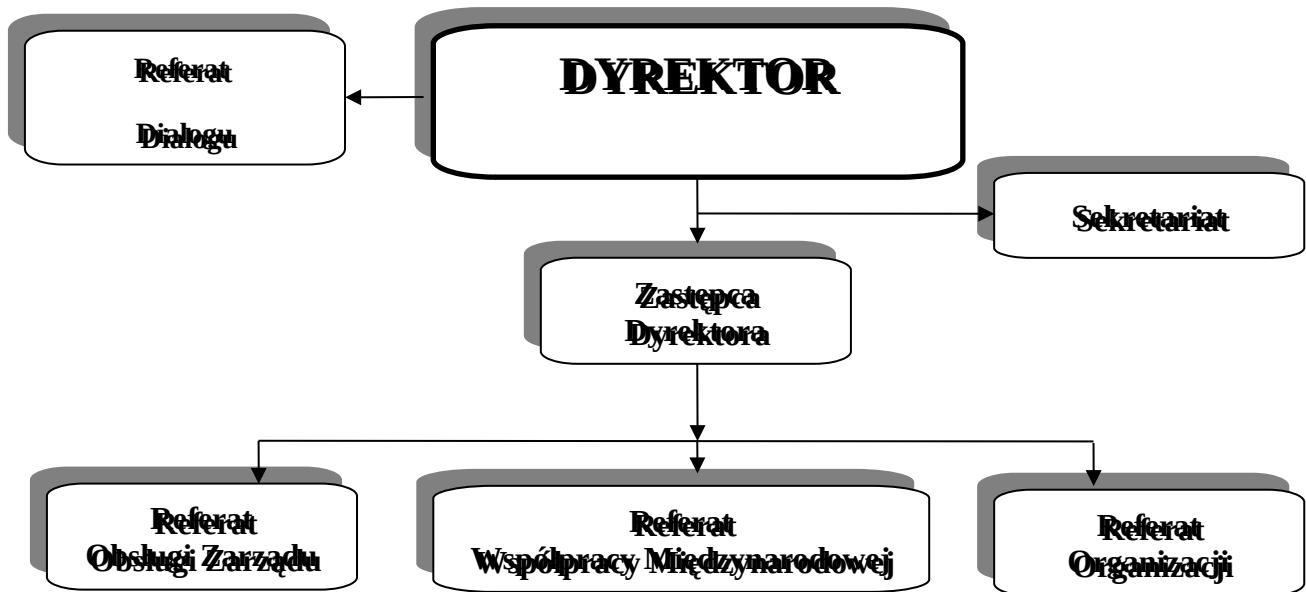 Referat
Dialogu
DYREKTOR
Sekretariat
Zastępca
Dyrektora
Referat
Obsługi Zarządu
Referat
Współpracy Międzynarodowej
Referat
Organizacji